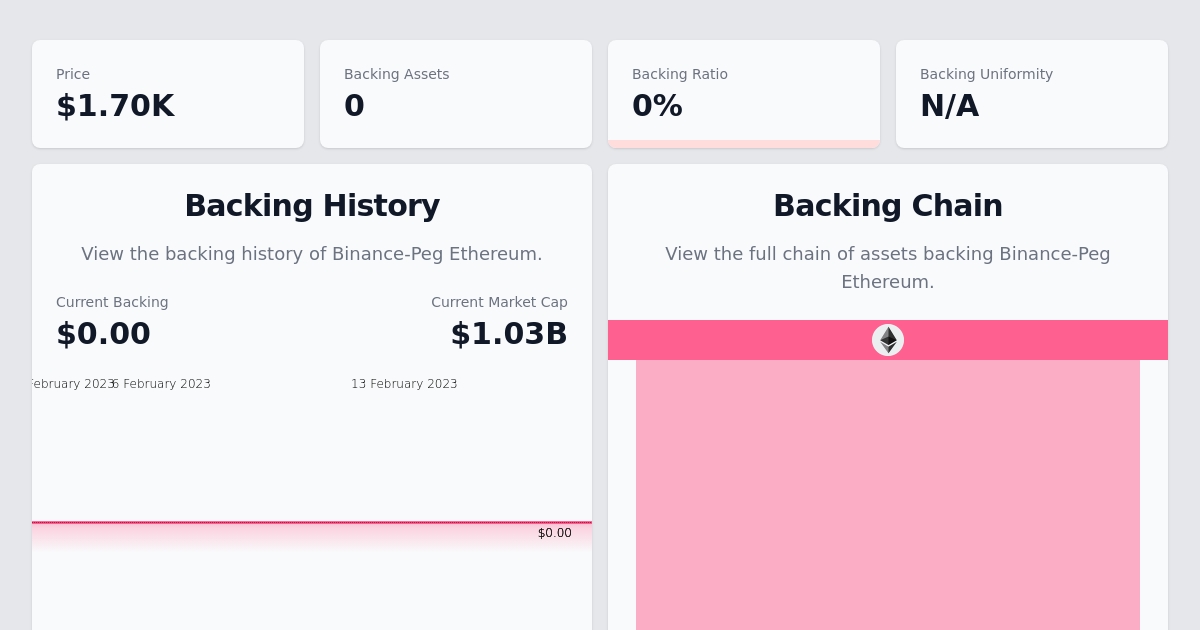 Price
$1.70K
Backing Assets
0
Backing Ratio
0%
Backing Uniformity
N/A
Backing History
View the backing history of Binance-Peg Ethereum.
Current Backing
$0.00
Current Market Cap
$1.03B
February 2023
6 February 2023
13 February 2023
$0.00
Backing Chain
View the full chain of assets backing Binance-Peg
Ethereum.